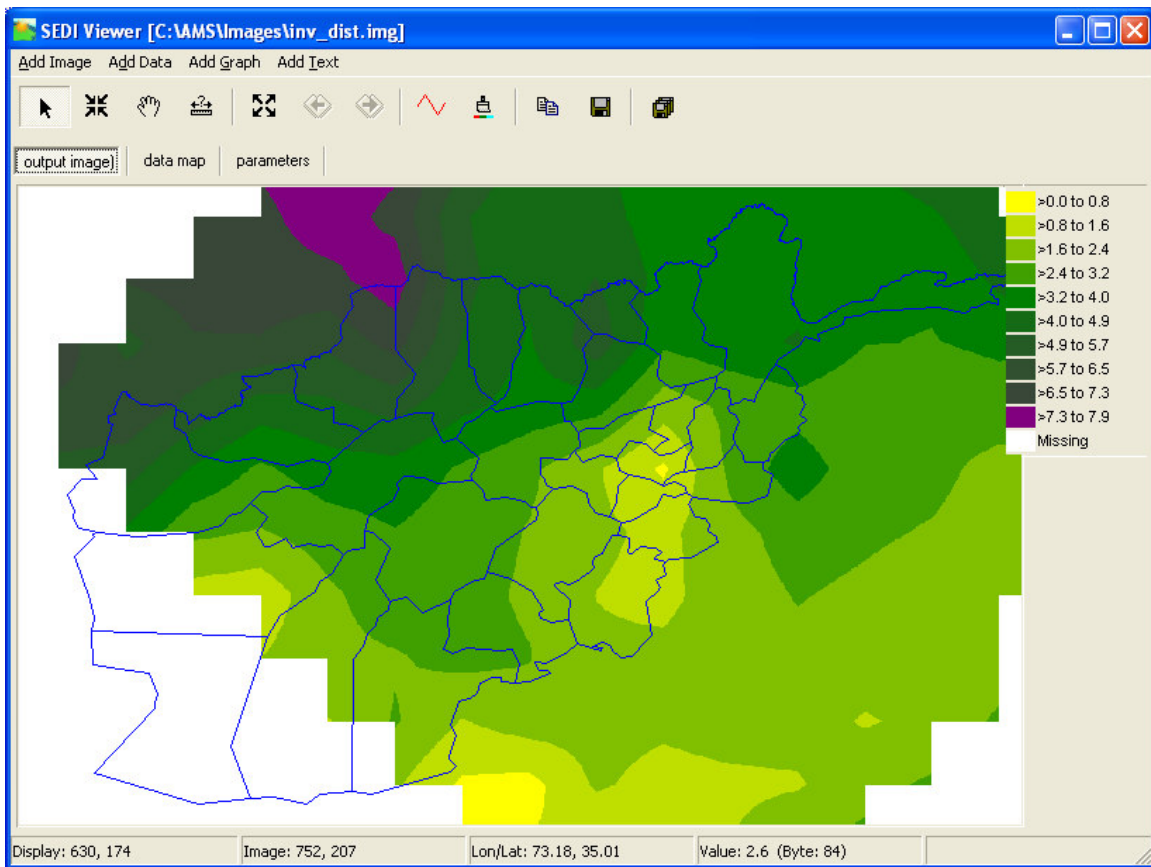 SEDI Viewer [C:\AMS\Images\inv_dist.img]
Add Image Add Data Add Graph Add Text
output image) data map parameters
>0.0 to 0.8
>0.8 to 1.6
>1.6 to 2.4
>2.4 to 3.2
>3.2 to 4.0
>4.0 to 4.9
>4.9 to 5.7
>5.7 to 6.5
>6.5 to 7.3
>7.3 to 7.9
Missing
Display: 630, 174 Image: 752, 207 Lon/Lat: 73.18, 35.01 Value: 2.6 (Byte: 84)